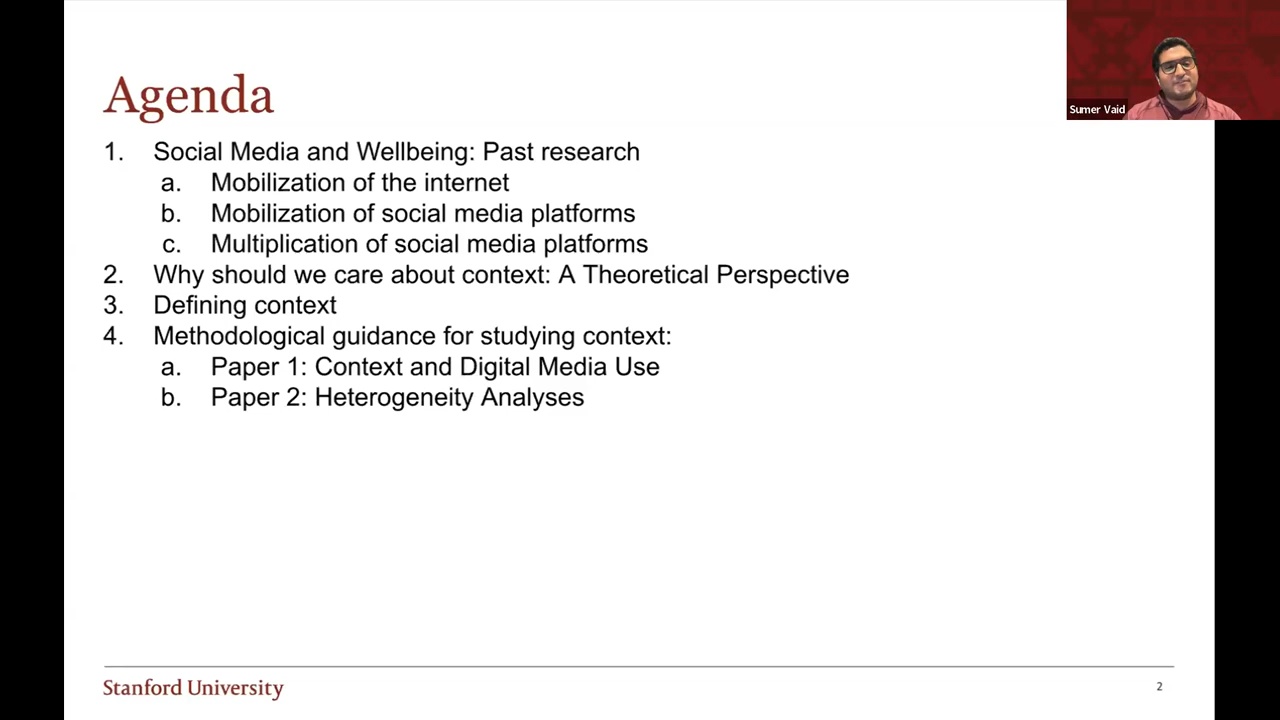 Agenda
Sumer Vaid
1. Social Media and Wellbeing: Past research
a. Mobilization of the internet
b. Mobilization of social media platforms
c. Multiplication of social media platforms
2. Why should we care about context: A Theoretical Perspective
3. Defining context
4. Methodological guidance for studying context:
a. Paper 1: Context and Digital Media Use
b. Paper 2: Heterogeneity Analyses
Stanford University
2